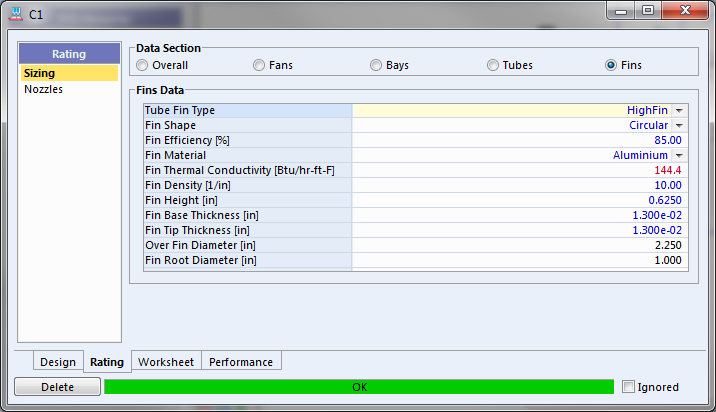 C1
Rating
Sizing
Nozzles
Data Section
Overall Fans Bays Tubes Fins
Fins Data
Tube Fin Type HighFin
Fin Shape Circular
Fin Efficiency [%] 85.00
Fin Material Aluminium
Fin Thermal Conductivity [Btu/hr-ft-F] 144.4
Fin Density [1/in] 10.00
Fin Height [in] 0.6250
Fin Base Thickness [in] 1.300e-02
Fin Tip Thickness [in] 1.300e-02
Over Fin Diameter [in] 2.250
Fin Root Diameter [in] 1.000
Design Rating Worksheet Performance
Delete OK Ignored